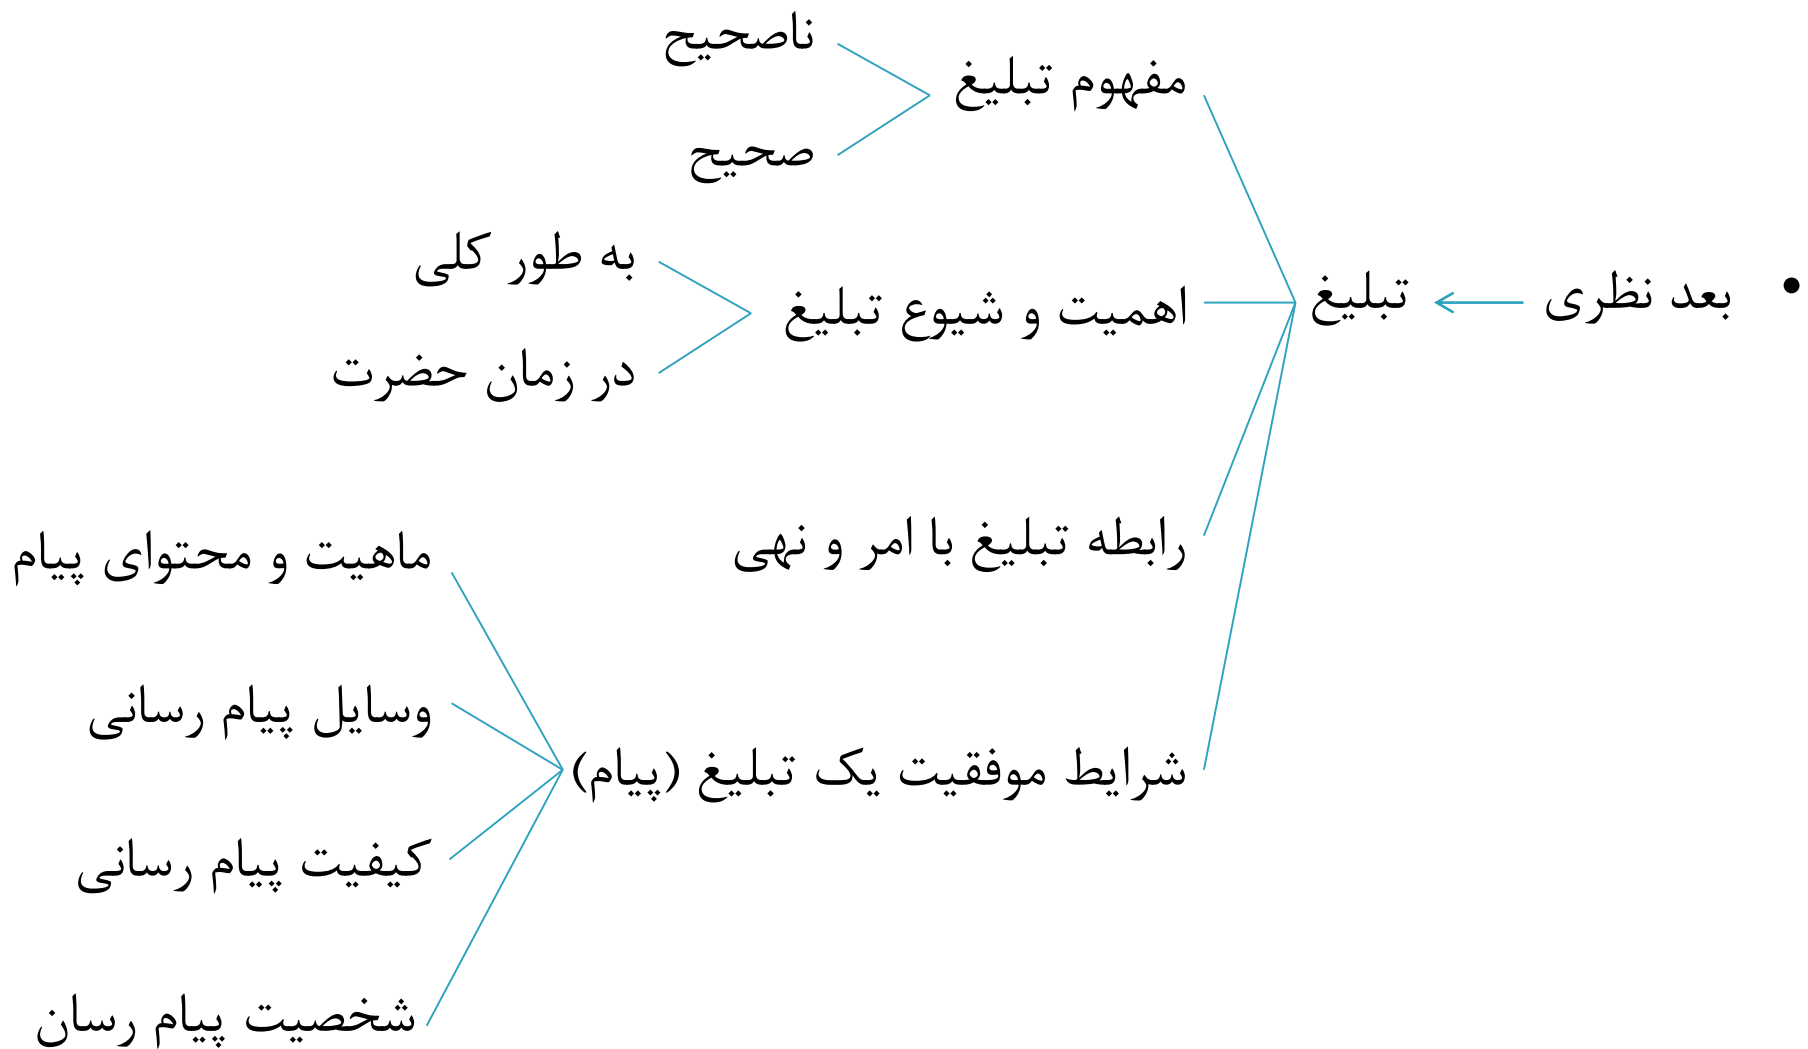 • بعد نظری
تبلیغ
مفهوم تبلیغ
ناصحیح
صحیح
اهمیت و شیوع تبلیغ
به طور کلی
در زمان حضرت
رابطه تبلیغ با امر و نهی
شرایط موفقیت یک تبلیغ (پیام)
ماهیت و محتوای پیام
وسایل پیام رسانی
کیفیت پیام رسانی
شخصیت پیام رسان